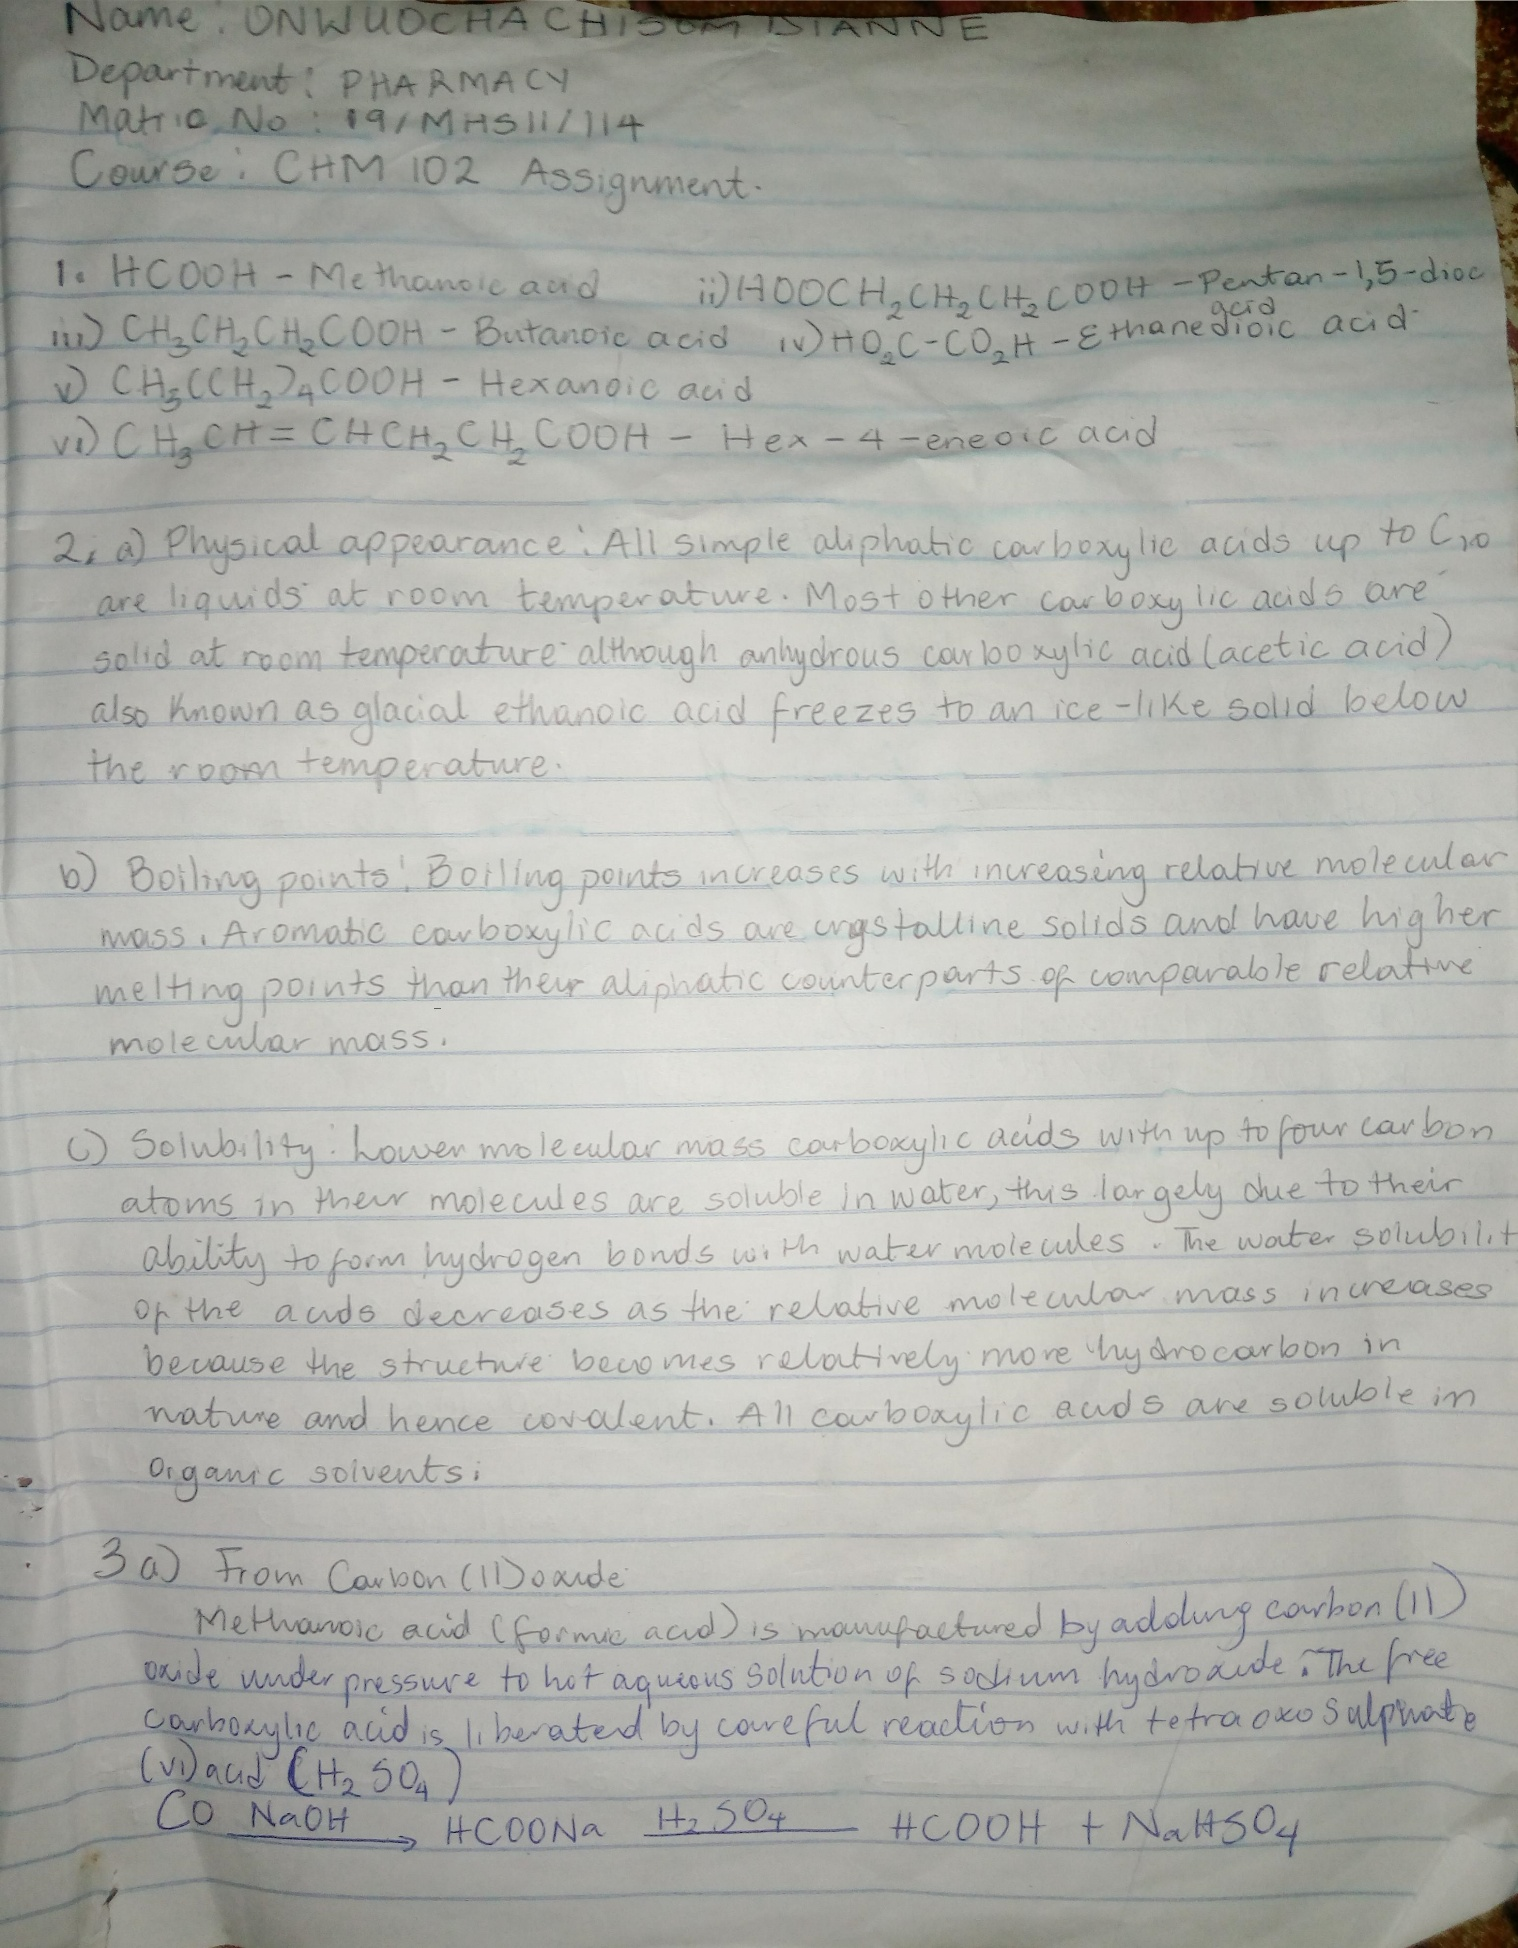 Name: ONWUOCHA CHISOM DIANNE
Department: PHARMACY
Matric No: 19/MHS11/114
Course: CHM 102 Assignment.
1. HCOOH - Methanoic acid ii) HOOCH₂CH₂CH₂COOH - Pentan-1,5-dioc acid
iii) CH₃CH₂CH₂COOH - Butanoic acid iv) HO₂C-CO₂H - Ethanedioic acid
v) CH₃(CH₂)₄COOH - Hexanoic acid
vi) CH₃CH=CHCH₂CH₂COOH - Hex-4-eneoic acid
2. a) Physical appearance: All simple aliphatic carboxylic acids up to C₁₀
are liquids at room temperature. Most other carboxylic acids are
solid at room temperature although anhydrous carboxylic acid (acetic acid)
also known as glacial ethanoic acid freezes to an ice-like solid below
the room temperature.
b) Boiling points: Boiling points increases with increasing relative molecular
mass. Aromatic carboxylic acids are crystalline solids and have higher
melting points than their aliphatic counterparts of comparable relative
molecular mass.
c) Solubility: Lower molecular mass carboxylic acids with up to four carbon
atoms in their molecules are soluble in water, this largely due to their
ability to form hydrogen bonds with water molecules. The water solubilit
of the acids decreases as the relative molecular mass increases
because the structure becomes relatively more hydrocarbon in
nature and hence covalent. All carboxylic acids are soluble in
organic solvents.
3 a) From Carbon (II) oxide
Methanoic acid (formic acid) is manufactured by adding carbon (II)
oxide under pressure to hot aqueous solution of sodium hydroxide. The free
carboxylic acid is liberated by careful reaction with tetraoxosulphate
(vi) acid (H₂SO₄)
CO NaOH→ HCOONa H₂SO₄— HCOOH + NaHSO₄